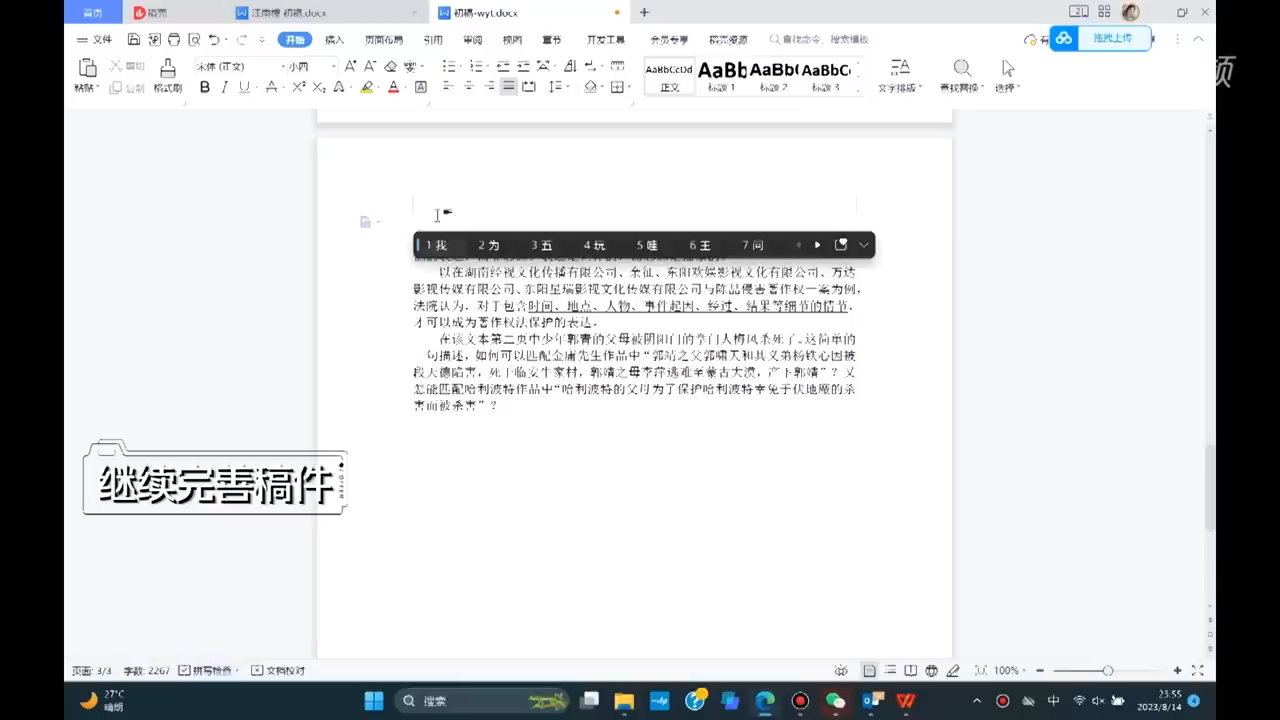 首页
稻壳
江南憶 初稿.docx
初稿-wyt.docx
文件
开始
插入
页面布局
引用
审阅
视图
章节
开发工具
会员专享
稻壳资源
查找命令、搜索模板
有
拖拽上传
频
粘贴
剪切
复制
格式刷
宋体 (正文)
小四
AaBbCcDd
正文
AaBb
标题 1
AaBb(
标题 2
AaBbC
标题 3
文字排版
查找替换
选择
1 我 2 为 3 五 4 玩 5 哇 6 王 7 问
以在湖南经视文化传播有限公司、余征、东阳欢娱影视文化有限公司、万达
影视传媒有限公司、东阳星瑞影视文化传媒有限公司与陈品侵害著作权一案为例，
法院认为，对于包含时间、地点、人物、事件起因、经过、结果等细节的情节，
才可以成为著作权法保护的表达。
在该文本第二页中少年郭青的父母被阴阳门的掌门人梅风杀死了。这简单的
一句描述，如何可以匹配金庸先生作品中“郭靖之父郭啸天和其义弟杨铁心因被
段天德陷害，死于临安牛家村，郭靖之母李萍逃难至蒙古大漠，产下郭靖”？又
怎能匹配哈利波特作品中“哈利波特的父母为了保护哈利波特幸免于伏地魔的杀
害而被杀害”？
继续完善稿件
页面: 3/3
字数: 2267
拼写检查
文档校对
100%
27°C
晴朗
搜索
中
23:55
2023/8/14